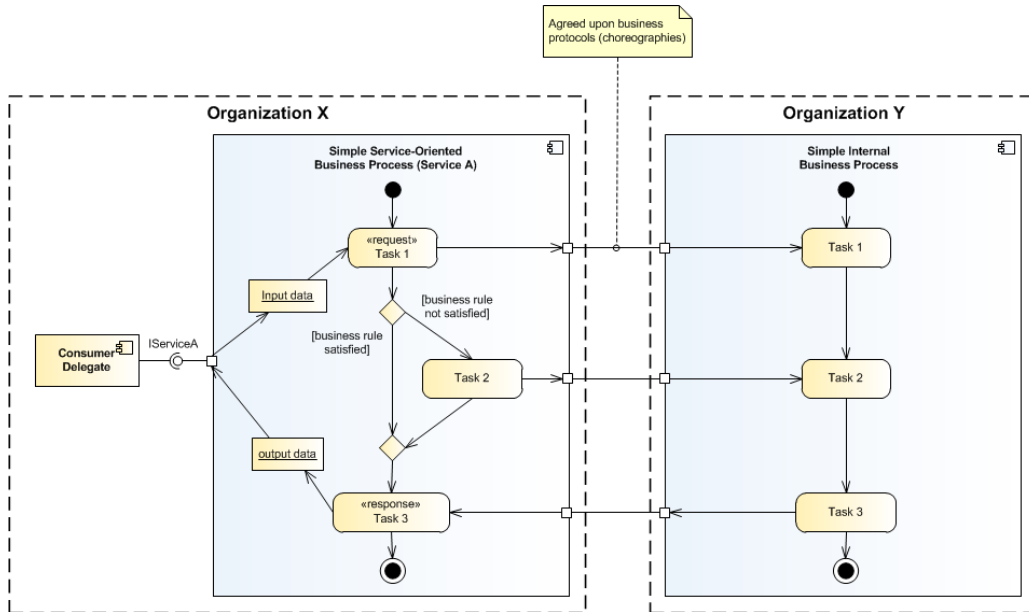 Agreed upon business
protocols (choreographies)
Organization X
Organization Y
Simple Service-Oriented
Business Process (Service A)
Simple Internal
Business Process
«request»
Task 1
Task 1
Input data
[business rule
not satisfied]
[business rule
satisfied]
IServiceA
Consumer
Delegate
Task 2
Task 2
output data
«response»
Task 3
Task 3